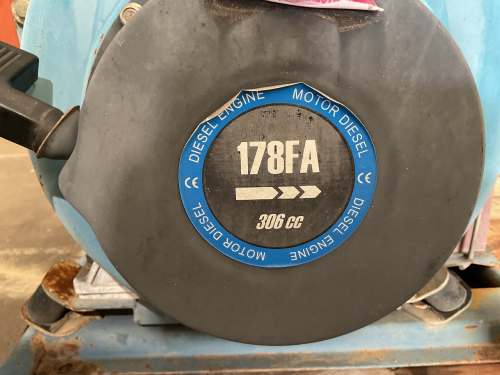 DIESEL ENGINE
MOTOR DIESEL
CE
178FA
CE
306 cc
MOTOR DIESEL
DIESEL ENGINE